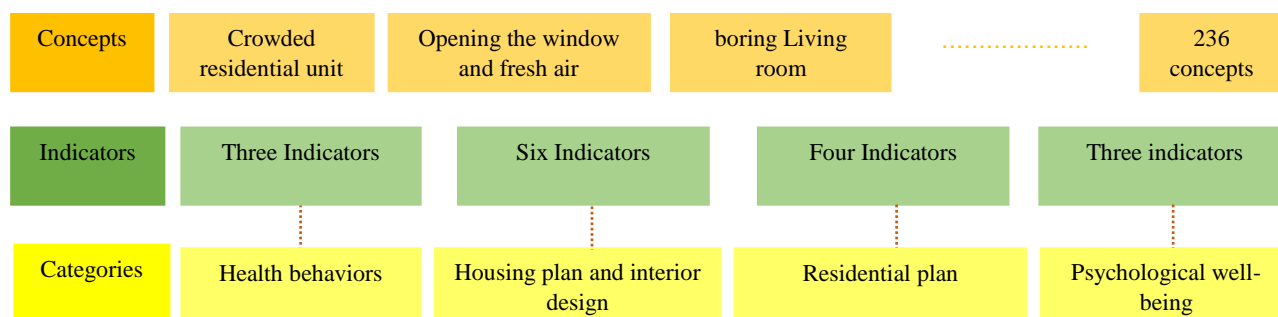 Concepts
Crowded
residential unit
Opening the window
and fresh air
boring Living
room
....................
236
concepts
Indicators
Three Indicators
Six Indicators
Four Indicators
Three indicators
Categories
Health behaviors
Housing plan and interior
design
Residential plan
Psychological well-
being